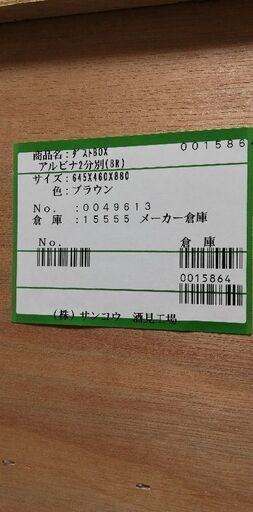 商品名:ﾀﾞｽﾄBOX 001586
アルビナ2分別(BR)
サイズ:645X460X880
色:ブラウン
No. :0049613
倉庫:15555 メーカー倉庫
No. 倉庫
0015864
(株)サンコウ 酒見工場